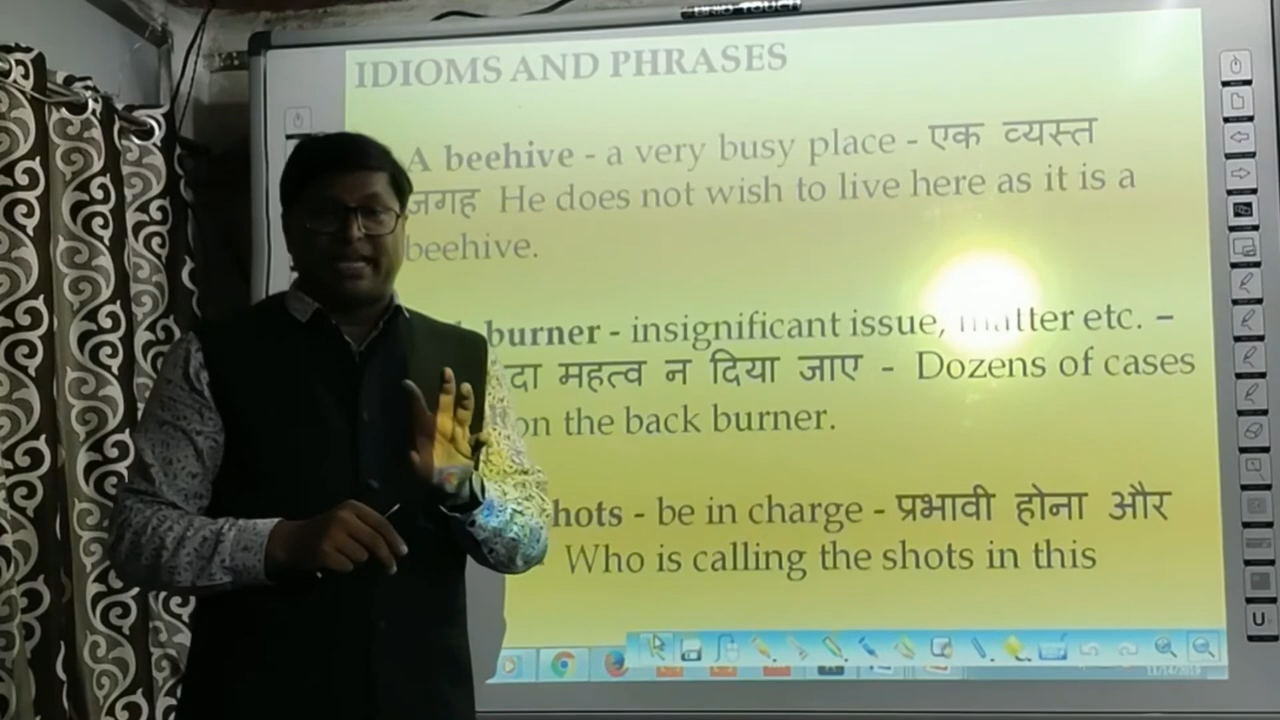 IDIOMS AND PHRASES
A beehive - a very busy place - एक व्यस्त
जगह He does not wish to live here as it is a
beehive.
burner - insignificant issue, matter etc. –
महत्व न दिया जाए - Dozens of cases
on the back burner.
hots - be in charge - प्रभावी होना और
Who is calling the shots in this